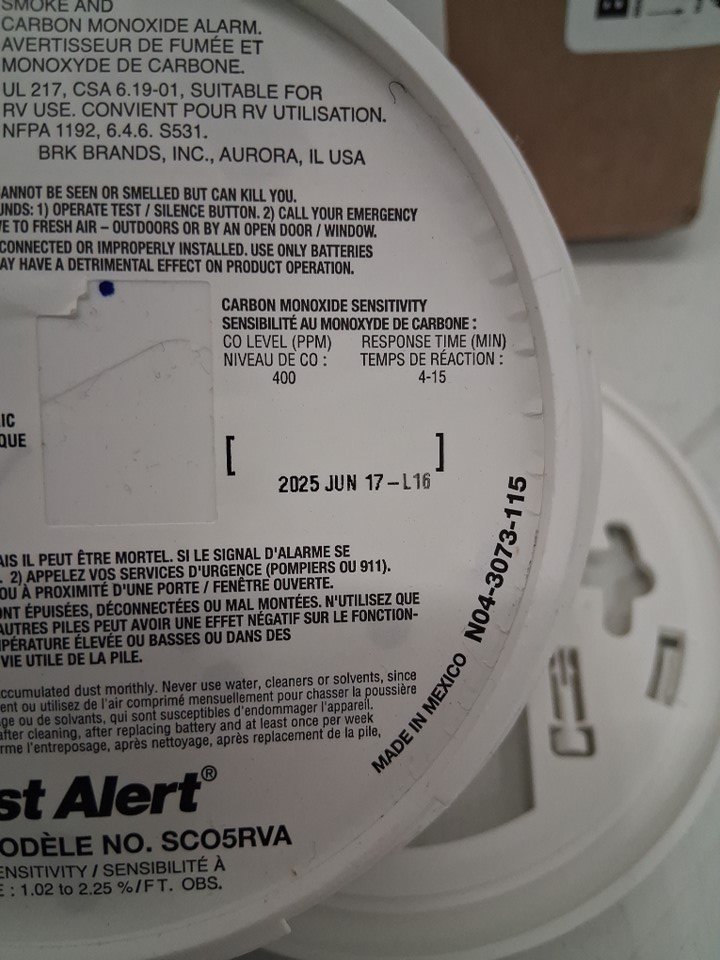 SMOKE AND
CARBON MONOXIDE ALARM.
AVERTISSEUR DE FUMÉE ET
MONOXYDE DE CARBONE.
UL 217, CSA 6.19-01, SUITABLE FOR
RV USE. CONVIENT POUR RV UTILISATION.
NFPA 1192, 6.4.6. S531.
BRK BRANDS, INC., AURORA, IL USA
ANNOT BE SEEN OR SMELLED BUT CAN KILL YOU.
UNDS: 1) OPERATE TEST / SILENCE BUTTON. 2) CALL YOUR EMERGENCY
VE TO FRESH AIR – OUTDOORS OR BY AN OPEN DOOR / WINDOW.
CONNECTED OR IMPROPERLY INSTALLED. USE ONLY BATTERIES
AY HAVE A DETRIMENTAL EFFECT ON PRODUCT OPERATION.
CARBON MONOXIDE SENSITIVITY
SENSIBILITÉ AU MONOXYDE DE CARBONE :
CO LEVEL (PPM) RESPONSE TIME (MIN)
NIVEAU DE CO : TEMPS DE RÉACTION :
400 4-15
IC
QUE
[ ]
2025 JUN 17 – L16
AIS IL PEUT ÊTRE MORTEL. SI LE SIGNAL D'ALARME SE
. 2) APPELEZ VOS SERVICES D'URGENCE (POMPIERS OU 911).
OU À PROXIMITÉ D'UNE PORTE / FENÊTRE OUVERTE.
ONT ÉPUISÉES, DÉCONNECTÉES OU MAL MONTÉES. N'UTILISEZ QUE
AUTRES PILES PEUT AVOIR UNE EFFET NÉGATIF SUR LE FONCTION-
PÉRATURE ÉLEVÉE OU BASSES OU DANS DES
VIE UTILE DE LA PILE.
accumulated dust monthly. Never use water, cleaners or solvents, since
ent ou utilisez de l'air comprimé mensuellement pour chasser la poussière
ge ou de solvants, qui sont susceptibles d'endommager l'appareil.
after cleaning, after replacing battery and at least once per week
rme l'entreposage, après nettoyage, après replacement de la pile,
MADE IN MEXICO N04-3073-115
st Alert®
ODÈLE NO. SCO5RVA
ENSITIVITY / SENSIBILITÉ À
E : 1.02 to 2.25 %/FT. OBS.